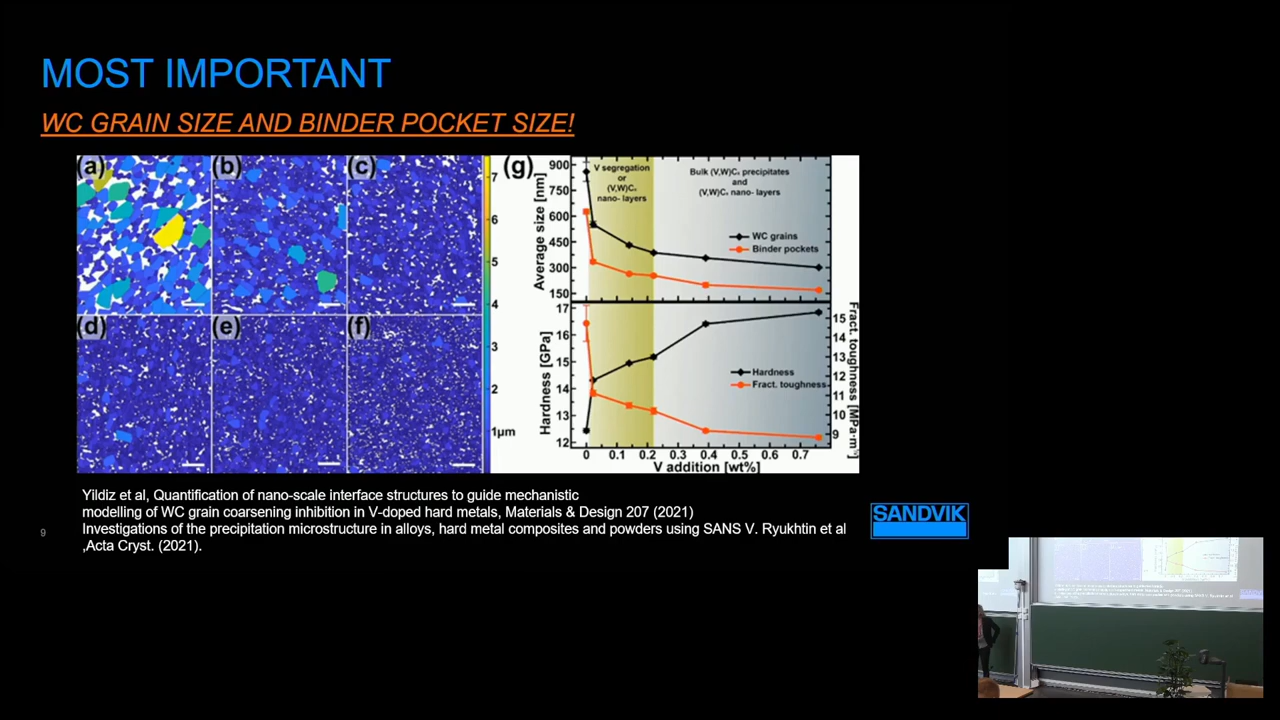 MOST IMPORTANT
WC GRAIN SIZE AND BINDER POCKET SIZE!
(a)
(b)
(c)
(d)
(e)
(f)
7
6
5
4
3
2
1µm
(g)
900
750
600
450
300
150
Average size [nm]
V segregation
or
(V,W)Cₓ
nano- layers
Bulk (V,W)Cₓ precipitates
and
(V,W)Cₓ nano- layers
WC grains
Binder pockets
17
16
15
14
13
12
Hardness [GPa]
Hardness
Fract. toughness
15
14
13
12
11
10
9
Fract. toughness [MPa·m½]
0 0.1 0.2 0.3 0.4 0.5 0.6 0.7
V addition [wt%]
Yildiz et al, Quantification of nano-scale interface structures to guide mechanistic
modelling of WC grain coarsening inhibition in V-doped hard metals, Materials & Design 207 (2021)
Investigations of the precipitation microstructure in alloys, hard metal composites and powders using SANS V. Ryukhtin et al
,Acta Cryst. (2021).
9
SANDVIK